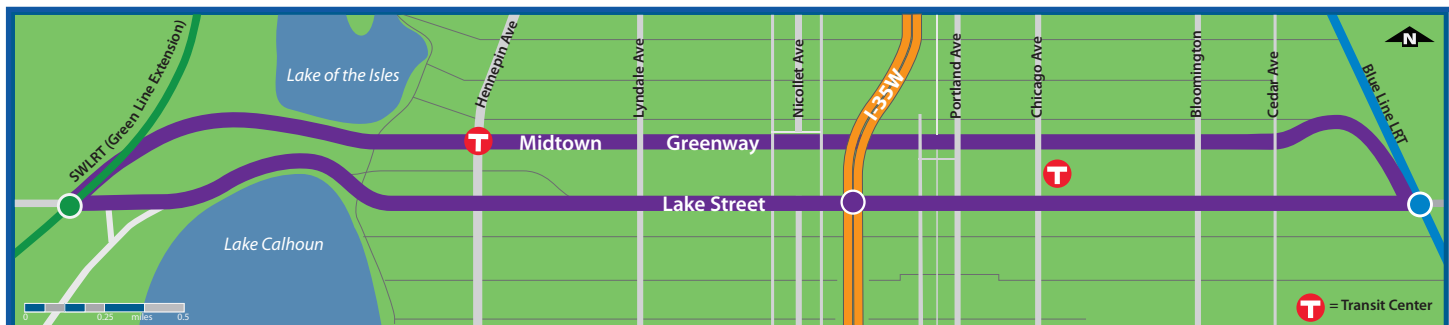 SWLRT (Green Line Extension)
Lake of the Isles
Hennepin Ave
Lyndale Ave
Nicollet Ave
I-35W
Portland Ave
Chicago Ave
Bloomington
Cedar Ave
Blue Line LRT
N
T
Midtown Greenway
T
Lake Street
Lake Calhoun
0 0.25 miles 0.5
T = Transit Center